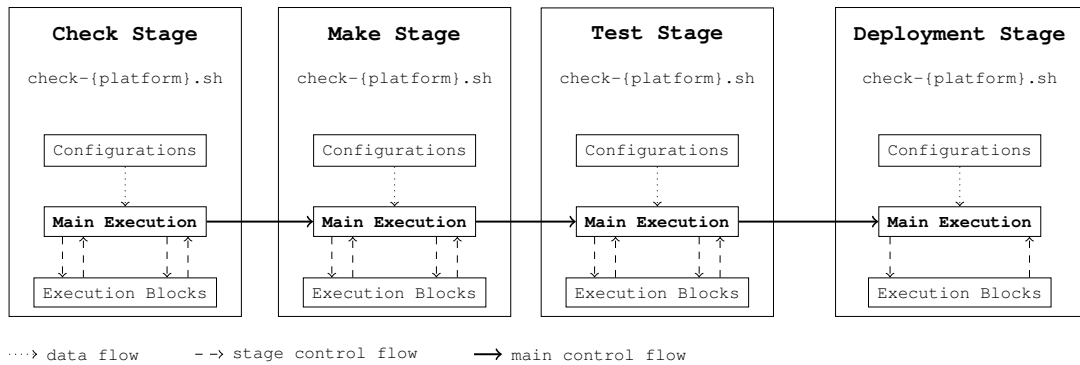 Check Stage Make Stage Test Stage Deployment Stage
check-{platform}.sh check-{platform}.sh check-{platform}.sh check-{platform}.sh
Configurations Configurations Configurations Configurations
Main Execution Main Execution Main Execution Main Execution
Execution Blocks Execution Blocks Execution Blocks Execution Blocks
data flow stage control flow main control flow